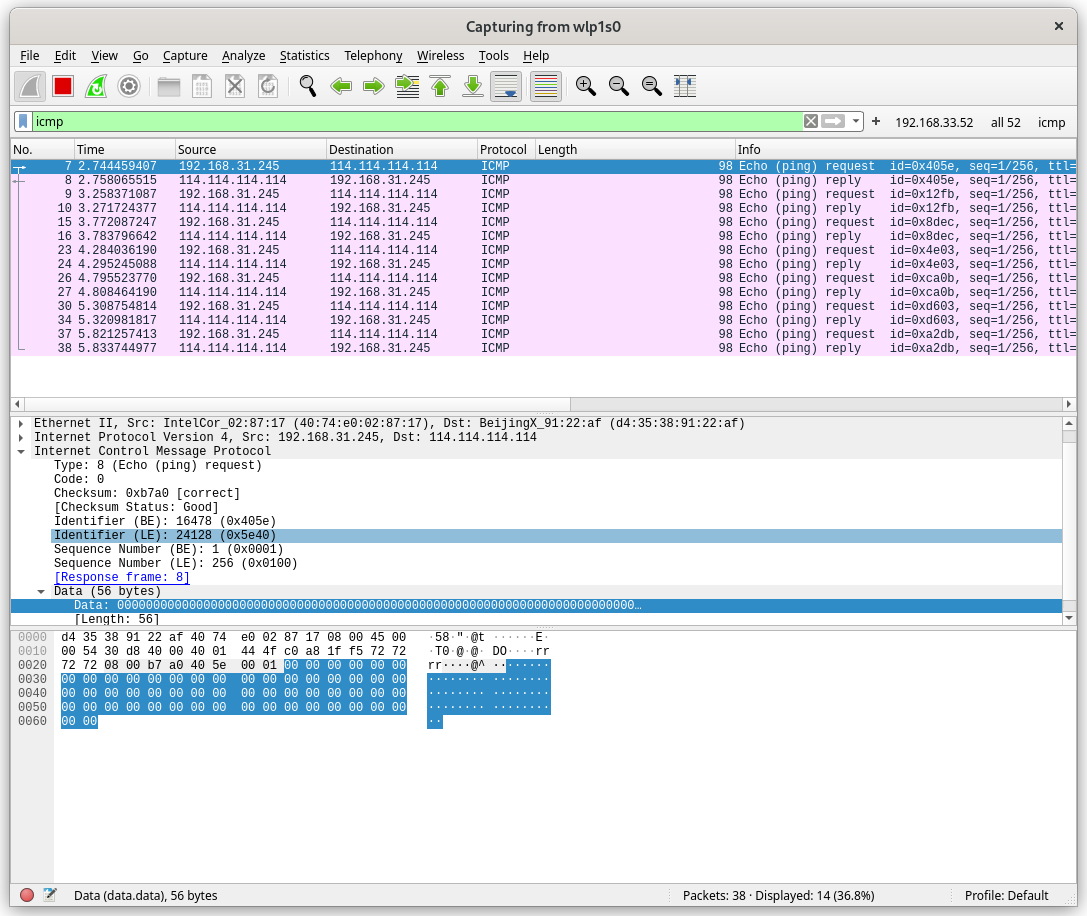 Capturing from wlp1s0
File Edit View Go Capture Analyze Statistics Telephony Wireless Tools Help
icmp 192.168.33.52 all 52 icmp
No. Time Source Destination Protocol Length Info
7 2.744459407 192.168.31.245 114.114.114.114 ICMP 98 Echo (ping) request id=0x405e, seq=1/256, ttl=
8 2.758065515 114.114.114.114 192.168.31.245 ICMP 98 Echo (ping) reply id=0x405e, seq=1/256, ttl=
9 3.258371087 192.168.31.245 114.114.114.114 ICMP 98 Echo (ping) request id=0x12fb, seq=1/256, ttl=
10 3.271724377 114.114.114.114 192.168.31.245 ICMP 98 Echo (ping) reply id=0x12fb, seq=1/256, ttl=
15 3.772087247 192.168.31.245 114.114.114.114 ICMP 98 Echo (ping) request id=0x8dec, seq=1/256, ttl=
16 3.783796642 114.114.114.114 192.168.31.245 ICMP 98 Echo (ping) reply id=0x8dec, seq=1/256, ttl=
23 4.284036190 192.168.31.245 114.114.114.114 ICMP 98 Echo (ping) request id=0x4e03, seq=1/256, ttl=
24 4.295245088 114.114.114.114 192.168.31.245 ICMP 98 Echo (ping) reply id=0x4e03, seq=1/256, ttl=
26 4.795523770 192.168.31.245 114.114.114.114 ICMP 98 Echo (ping) request id=0xca0b, seq=1/256, ttl=
27 4.808464190 114.114.114.114 192.168.31.245 ICMP 98 Echo (ping) reply id=0xca0b, seq=1/256, ttl=
30 5.308754814 192.168.31.245 114.114.114.114 ICMP 98 Echo (ping) request id=0xd603, seq=1/256, ttl=
34 5.320981817 114.114.114.114 192.168.31.245 ICMP 98 Echo (ping) reply id=0xd603, seq=1/256, ttl=
37 5.821257413 192.168.31.245 114.114.114.114 ICMP 98 Echo (ping) request id=0xa2db, seq=1/256, ttl=
38 5.833744977 114.114.114.114 192.168.31.245 ICMP 98 Echo (ping) reply id=0xa2db, seq=1/256, ttl=
Ethernet II, Src: IntelCor_02:87:17 (40:74:e0:02:87:17), Dst: BeijingX_91:22:af (d4:35:38:91:22:af)
Internet Protocol Version 4, Src: 192.168.31.245, Dst: 114.114.114.114
Internet Control Message Protocol
Type: 8 (Echo (ping) request)
Code: 0
Checksum: 0xb7a0 [correct]
[Checksum Status: Good]
Identifier (BE): 16478 (0x405e)
Identifier (LE): 24128 (0x5e40)
Sequence Number (BE): 1 (0x0001)
Sequence Number (LE): 256 (0x0100)
[Response frame: 8]
Data (56 bytes)
Data: 000000000000000000000000000000000000000000000000000000000000000000000000…
[Length: 56]
0000 d4 35 38 91 22 af 40 74 e0 02 87 17 08 00 45 00 ·58·"·@t ······E·
0010 00 54 30 d8 40 00 40 01 44 4f c0 a8 1f f5 72 72 ·T0·@·@· DO····rr
0020 72 72 08 00 b7 a0 40 5e 00 01 00 00 00 00 00 00 rr····@^ ········
0030 00 00 00 00 00 00 00 00 00 00 00 00 00 00 00 00 ········ ········
0040 00 00 00 00 00 00 00 00 00 00 00 00 00 00 00 00 ········ ········
0050 00 00 00 00 00 00 00 00 00 00 00 00 00 00 00 00 ········ ········
0060 00 00 ··
Data (data.data), 56 bytes Packets: 38 · Displayed: 14 (36.8%) Profile: Default